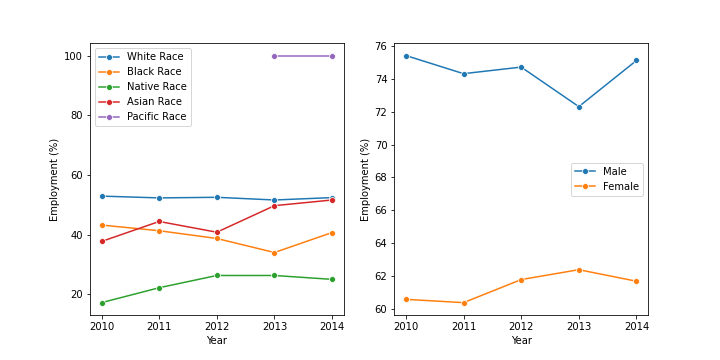 100
80
60
40
20
Employment (%)
White Race
Black Race
Native Race
Asian Race
Pacific Race
2010 2011 2012 2013 2014
Year
76
74
72
70
68
66
64
62
60
Employment (%)
Male
Female
2010 2011 2012 2013 2014
Year